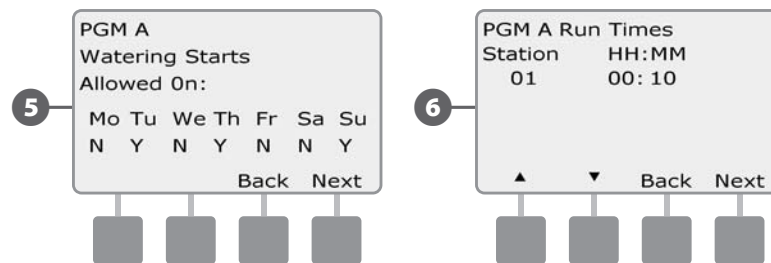 5
PGM A
Watering Starts
Allowed 0n:
Mo Tu We Th Fr Sa Su
N Y N Y N N Y
Back Next
6
PGM A Run Times
Station HH:MM
01 00: 10
▲ ▼ Back Next